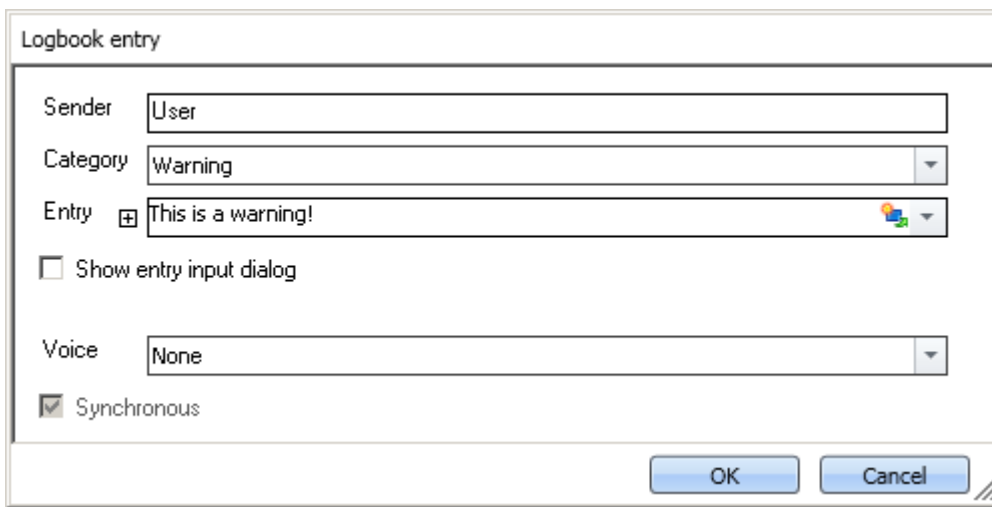 Logbook entry
Sender User
Category Warning
Entry This is a warning!
Show entry input dialog
Voice None
Synchronous
OK Cancel